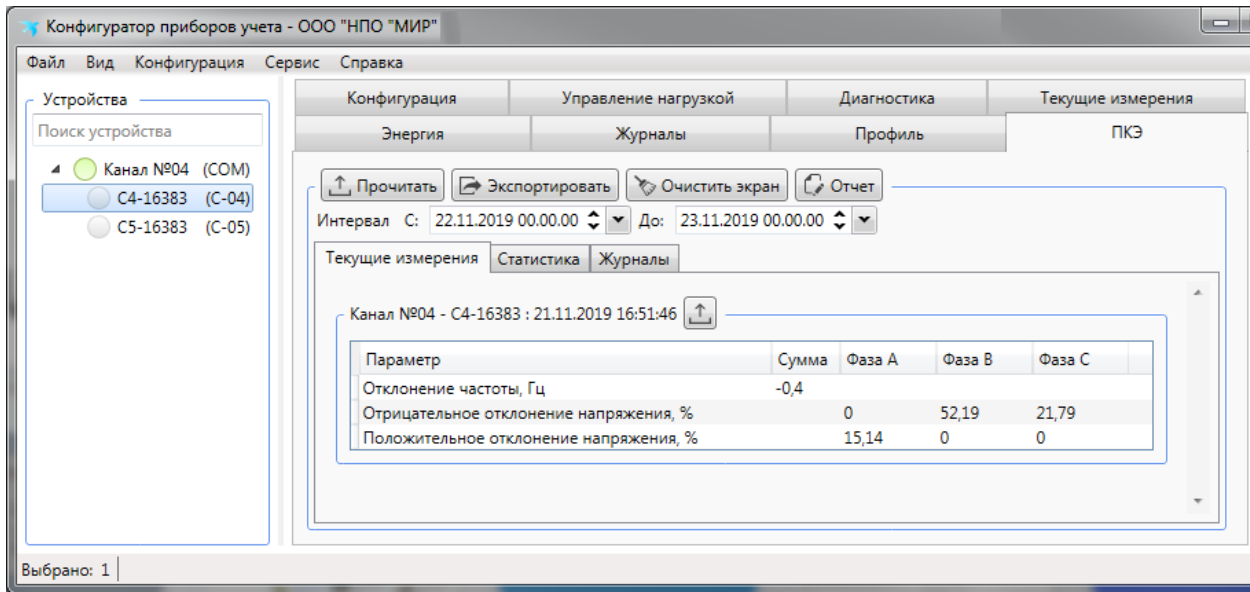 Конфигуратор приборов учета - ООО "НПО "МИР"
Файл Вид Конфигурация Сервис Справка
Устройства
Поиск устройства
Канал №04 (COM)
С4-16383 (С-04)
С5-16383 (С-05)
Конфигурация Управление нагрузкой Диагностика Текущие измерения
Энергия Журналы Профиль ПКЭ
Прочитать Экспортировать Очистить экран Отчет
Интервал С: 22.11.2019 00.00.00 До: 23.11.2019 00.00.00
Текущие измерения Статистика Журналы
Канал №04 - С4-16383 : 21.11.2019 16:51:46
Параметр Сумма Фаза А Фаза В Фаза С
Отклонение частоты, Гц -0,4
Отрицательное отклонение напряжения, % 0 52,19 21,79
Положительное отклонение напряжения, % 15,14 0 0
Выбрано: 1